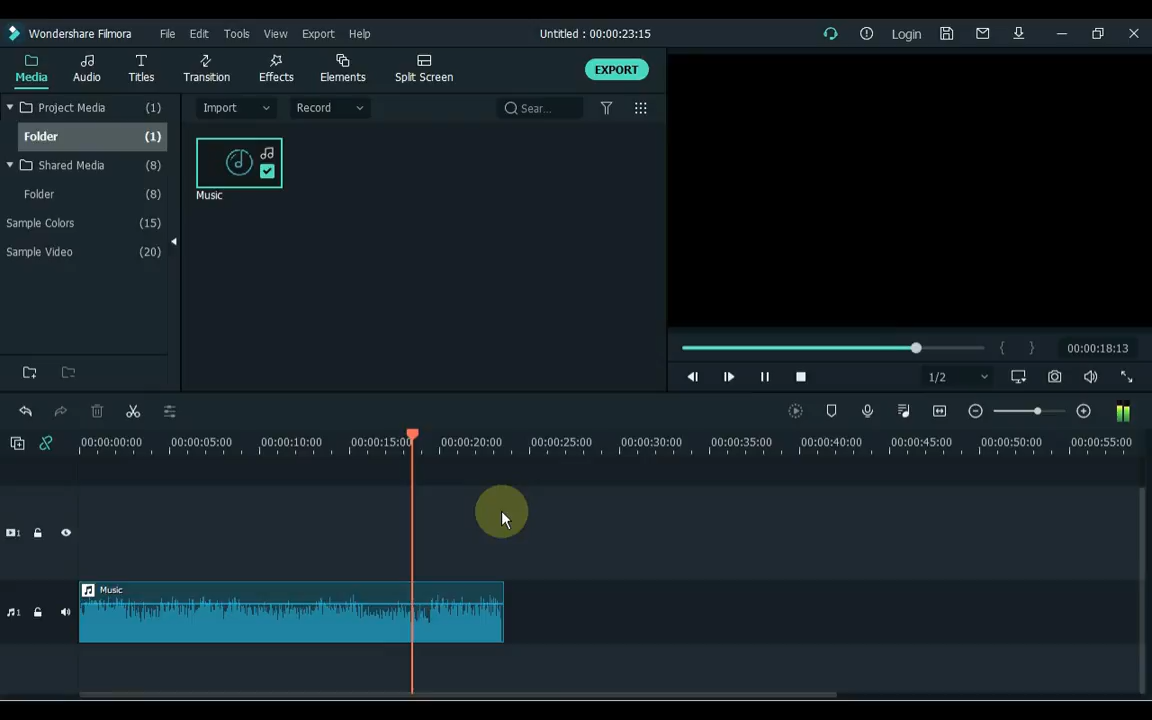 Wondershare Filmora File Edit Tools View Export Help Untitled : 00:00:23:15 Login
Media Audio Titles Transition Effects Elements Split Screen EXPORT
Project Media (1)
Folder (1)
Shared Media (8)
Folder (8)
Sample Colors (15)
Sample Video (20)
Import Record Sear...
Music
00:00:18:13
1/2
00:00:00:00 00:00:05:00 00:00:10:00 00:00:15:00 00:00:20:00 00:00:25:00 00:00:30:00 00:00:35:00 00:00:40:00 00:00:45:00 00:00:50:00 00:00:55:00
1
Music
1